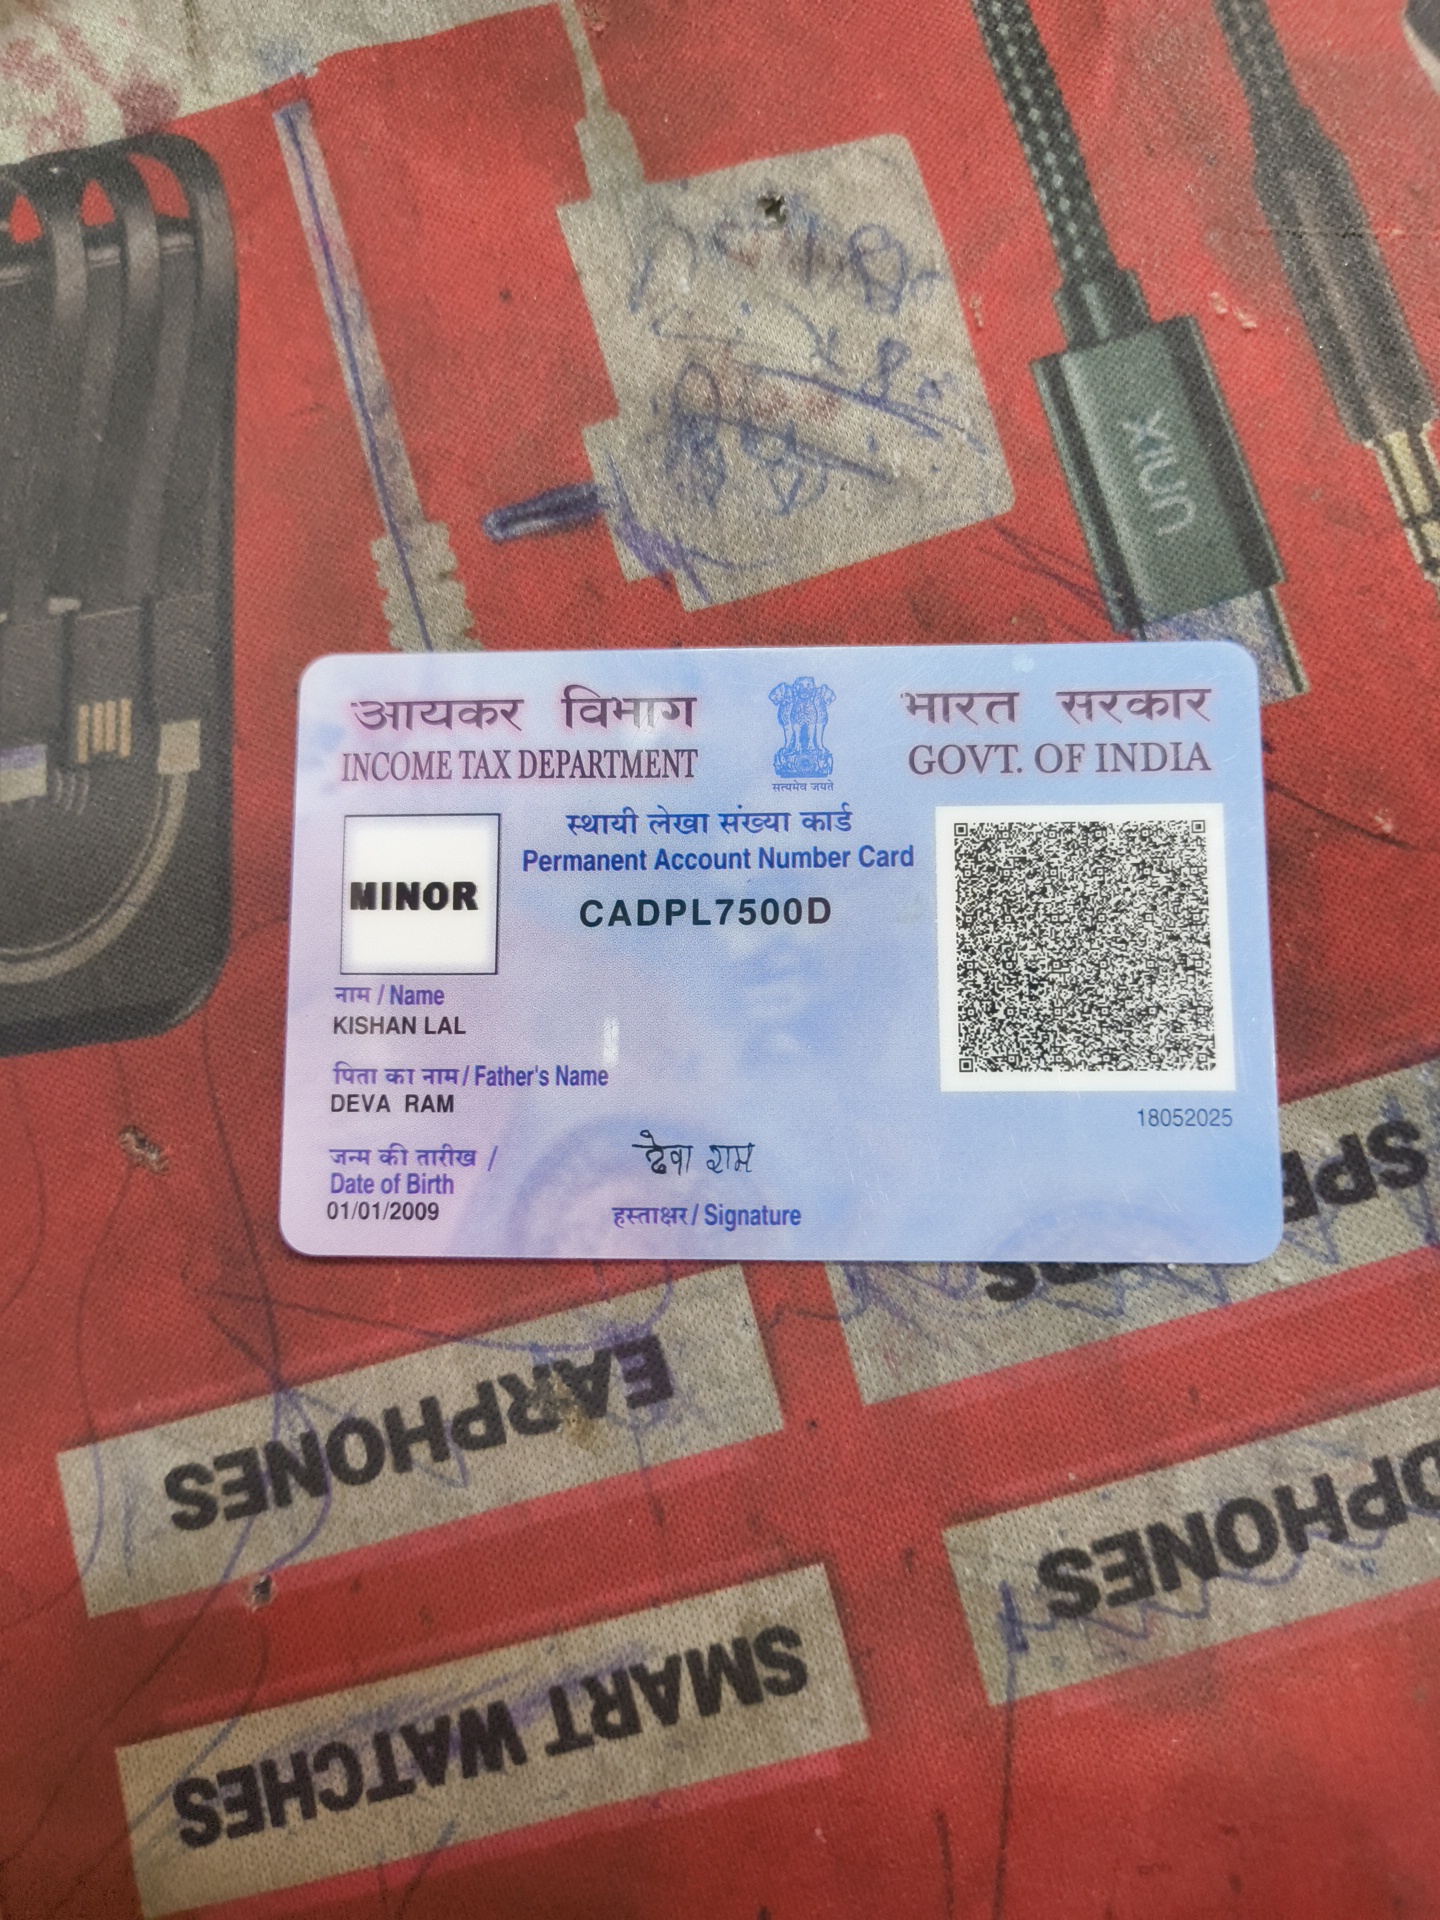 UNIX
आयकर विभाग
INCOME TAX DEPARTMENT
सत्यमेव जयते
भारत सरकार
GOVT. OF INDIA
स्थायी लेखा संख्या कार्ड
Permanent Account Number Card
CADPL7500D
MINOR
नाम / Name
KISHAN LAL
पिता का नाम / Father's Name
DEVA RAM
जन्म की तारीख /
Date of Birth
01/01/2009
देवा राम
हस्ताक्षर / Signature
18052025
EARPHONES
SMART WATCHES